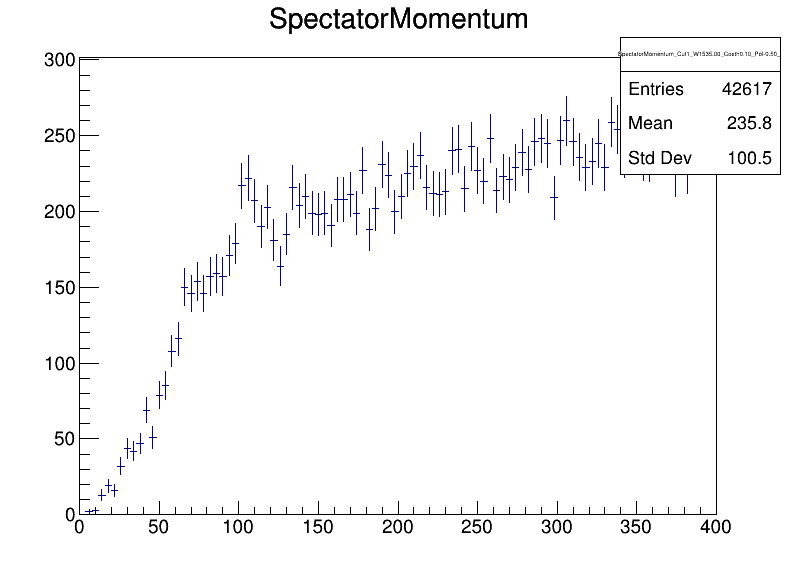 SpectatorMomentum
SpectatorMomentum_Cut1_W1535.00_Costh0.10_Pol-0.50_
Entries 42617
Mean 235.8
Std Dev 100.5
300
250
200
150
100
50
0
0 50 100 150 200 250 300 350 400